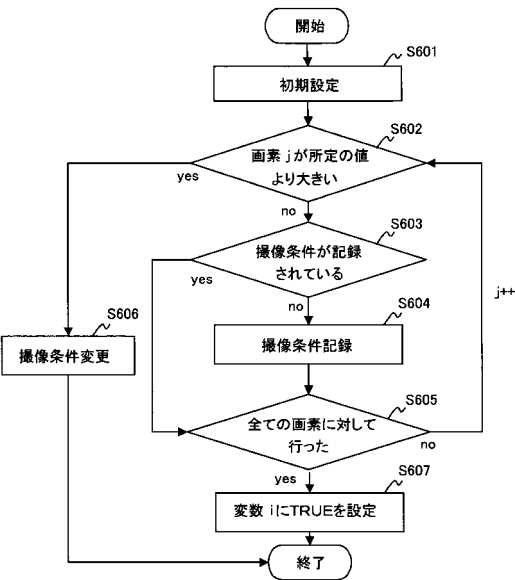 開始
S601
初期設定
S602
画素 j が所定の値
より大きい
yes
no
S603
撮像条件が記録
されている
yes
no
j++
S604
撮像条件記録
S606
撮像条件変更
S605
全ての画素に対して
行った
no
yes
S607
変数 iにTRUEを設定
終了